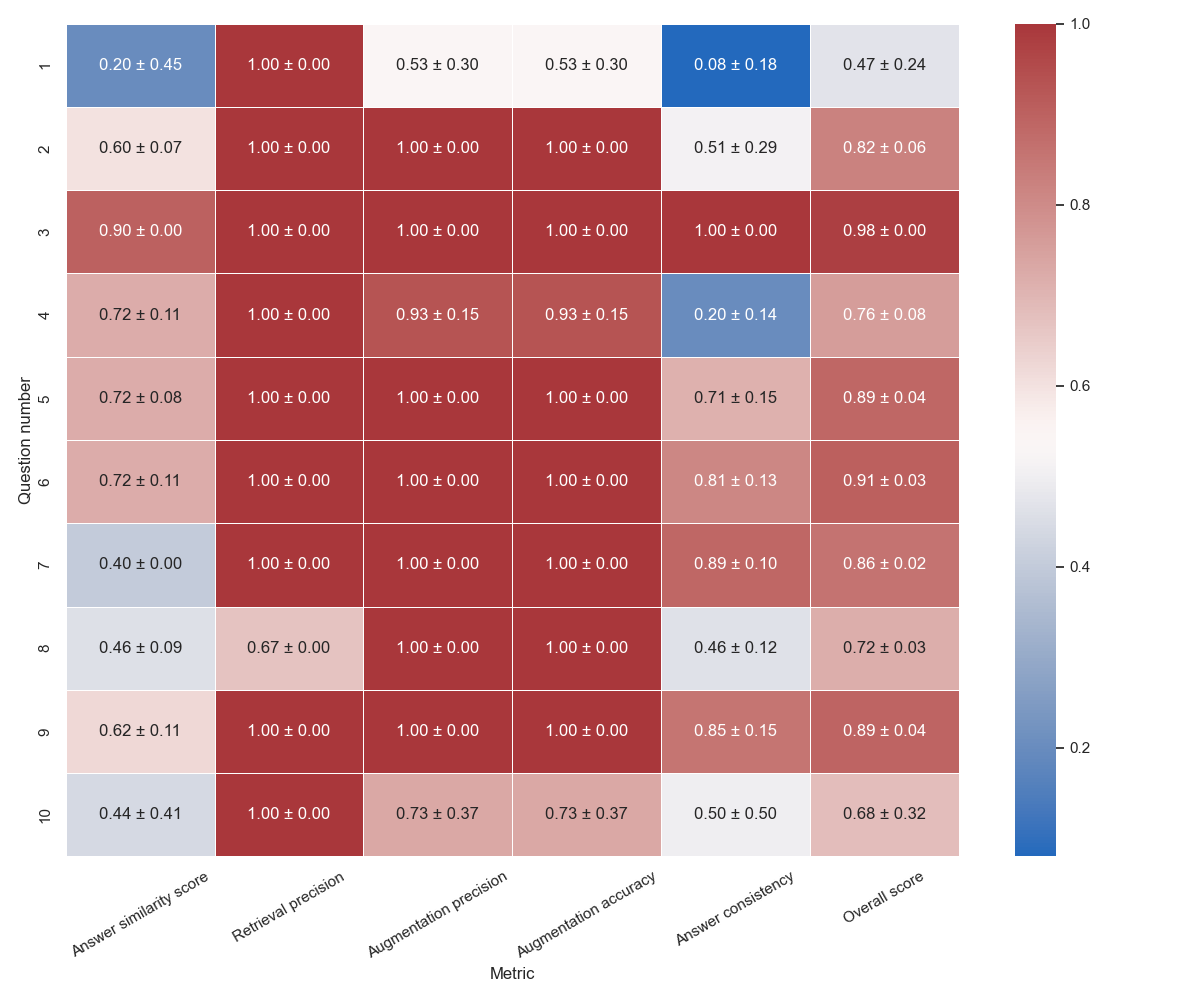 1 0.20 ± 0.45 1.00 ± 0.00 0.53 ± 0.30 0.53 ± 0.30 0.08 ± 0.18 0.47 ± 0.24
2 0.60 ± 0.07 1.00 ± 0.00 1.00 ± 0.00 1.00 ± 0.00 0.51 ± 0.29 0.82 ± 0.06
3 0.90 ± 0.00 1.00 ± 0.00 1.00 ± 0.00 1.00 ± 0.00 1.00 ± 0.00 0.98 ± 0.00
4 0.72 ± 0.11 1.00 ± 0.00 0.93 ± 0.15 0.93 ± 0.15 0.20 ± 0.14 0.76 ± 0.08
5 0.72 ± 0.08 1.00 ± 0.00 1.00 ± 0.00 1.00 ± 0.00 0.71 ± 0.15 0.89 ± 0.04
6 0.72 ± 0.11 1.00 ± 0.00 1.00 ± 0.00 1.00 ± 0.00 0.81 ± 0.13 0.91 ± 0.03
7 0.40 ± 0.00 1.00 ± 0.00 1.00 ± 0.00 1.00 ± 0.00 0.89 ± 0.10 0.86 ± 0.02
8 0.46 ± 0.09 0.67 ± 0.00 1.00 ± 0.00 1.00 ± 0.00 0.46 ± 0.12 0.72 ± 0.03
9 0.62 ± 0.11 1.00 ± 0.00 1.00 ± 0.00 1.00 ± 0.00 0.85 ± 0.15 0.89 ± 0.04
10 0.44 ± 0.41 1.00 ± 0.00 0.73 ± 0.37 0.73 ± 0.37 0.50 ± 0.50 0.68 ± 0.32
Question number
Answer similarity score
Retrieval precision
Augmentation precision
Augmentation accuracy
Answer consistency
Overall score
Metric
1.0
0.8
0.6
0.4
0.2